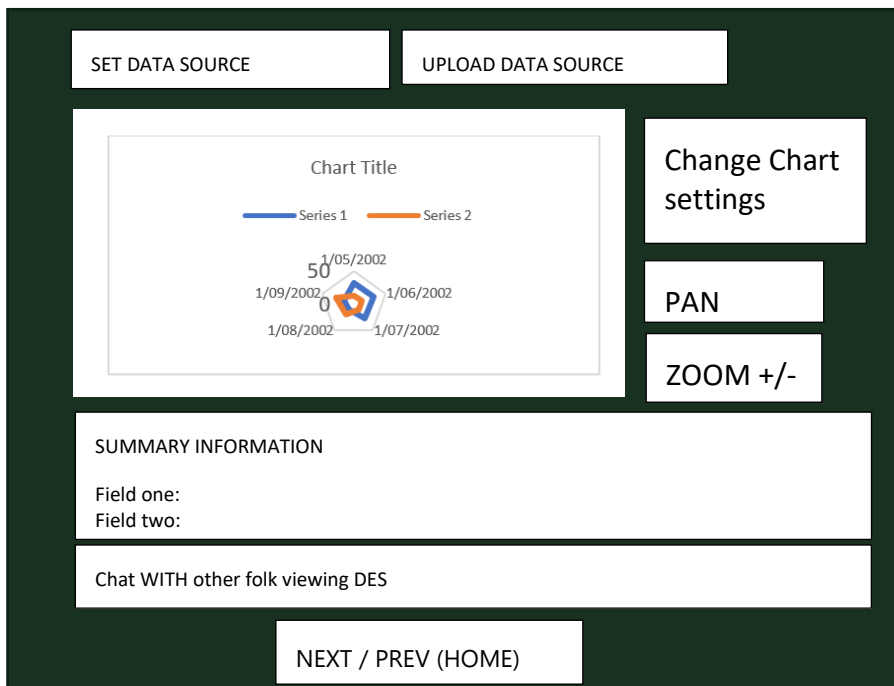 SET DATA SOURCE
UPLOAD DATA SOURCE
Chart Title
Series 1
Series 2
1/05/2002
50
1/09/2002
0
1/06/2002
1/08/2002
1/07/2002
Change Chart
settings
PAN
ZOOM +/-
SUMMARY INFORMATION
Field one:
Field two:
Chat WITH other folk viewing DES
NEXT / PREV (HOME)